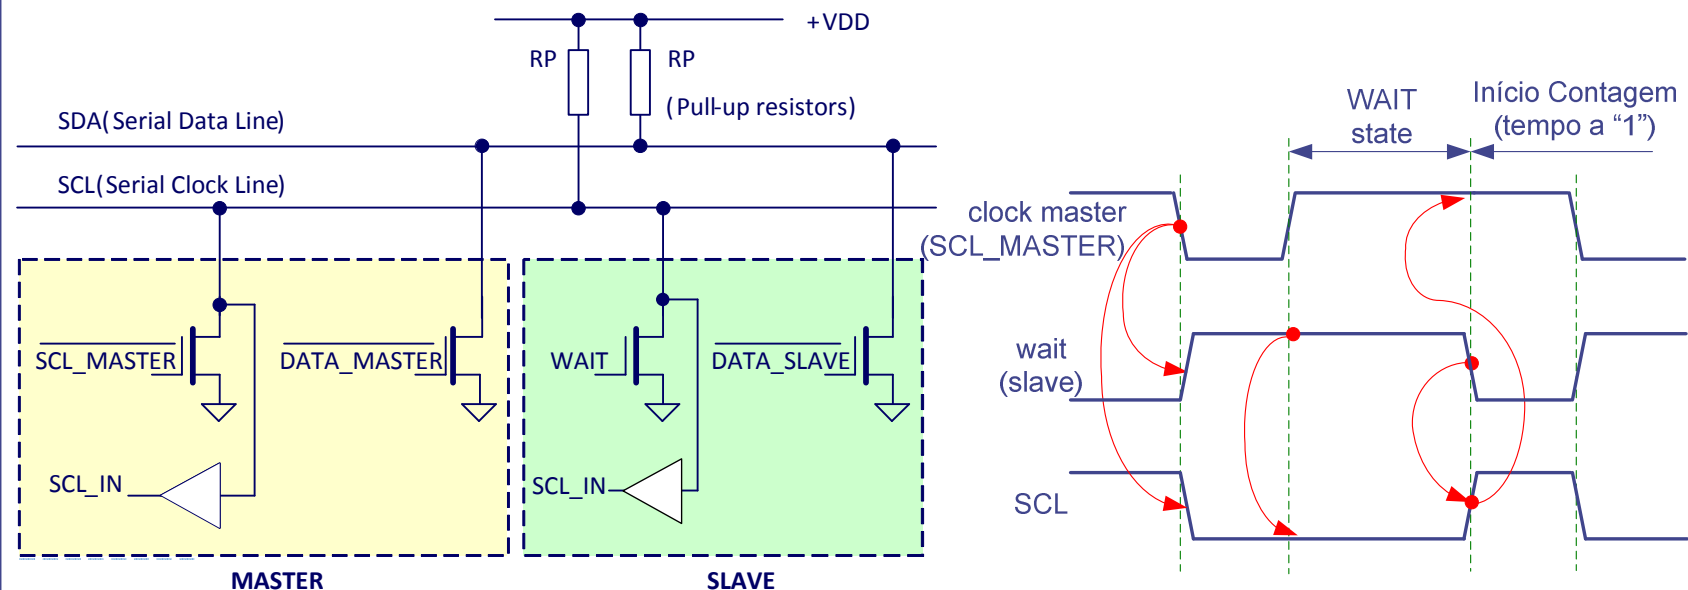 +VDD
RP
RP
(Pull-up resistors)
SDA(Serial Data Line)
SCL(Serial Clock Line)
SCL_MASTER
DATA_MASTER
WAIT
DATA_SLAVE
SCL_IN
SCL_IN
MASTER
SLAVE
WAIT
state
Início Contagem
(tempo a “1”)
clock master
(SCL_MASTER)
wait
(slave)
SCL